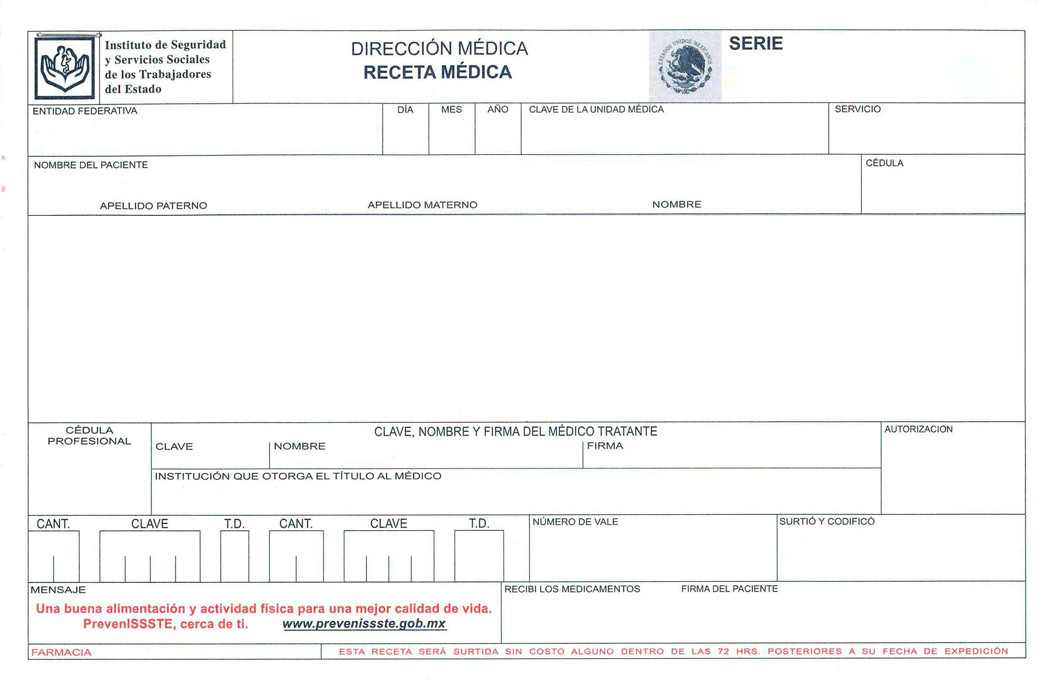 Instituto de Seguridad
y Servicios Sociales
de los Trabajadores
del Estado
DIRECCIÓN MÉDICA
RECETA MÉDICA
ESTADOS UNIDOS MEXICANOS
SERIE
ENTIDAD FEDERATIVA
DÍA MES AÑO CLAVE DE LA UNIDAD MÉDICA SERVICIO
NOMBRE DEL PACIENTE CÉDULA
APELLIDO PATERNO APELLIDO MATERNO NOMBRE
CÉDULA
PROFESIONAL
CLAVE, NOMBRE Y FIRMA DEL MÉDICO TRATANTE
CLAVE NOMBRE FIRMA
AUTORIZACION
INSTITUCIÓN QUE OTORGA EL TÍTULO AL MÉDICO
CANT. CLAVE T.D. CANT. CLAVE T.D. NÚMERO DE VALE SURTIÓ Y CODIFICÓ
MENSAJE
Una buena alimentación y actividad física para una mejor calidad de vida.
PrevenISSSTE, cerca de ti. www.prevenissste.gob.mx
RECIBI LOS MEDICAMENTOS FIRMA DEL PACIENTE
FARMACIA ESTA RECETA SERÁ SURTIDA SIN COSTO ALGUNO DENTRO DE LAS 72 HRS. POSTERIORES A SU FECHA DE EXPEDICIÓN